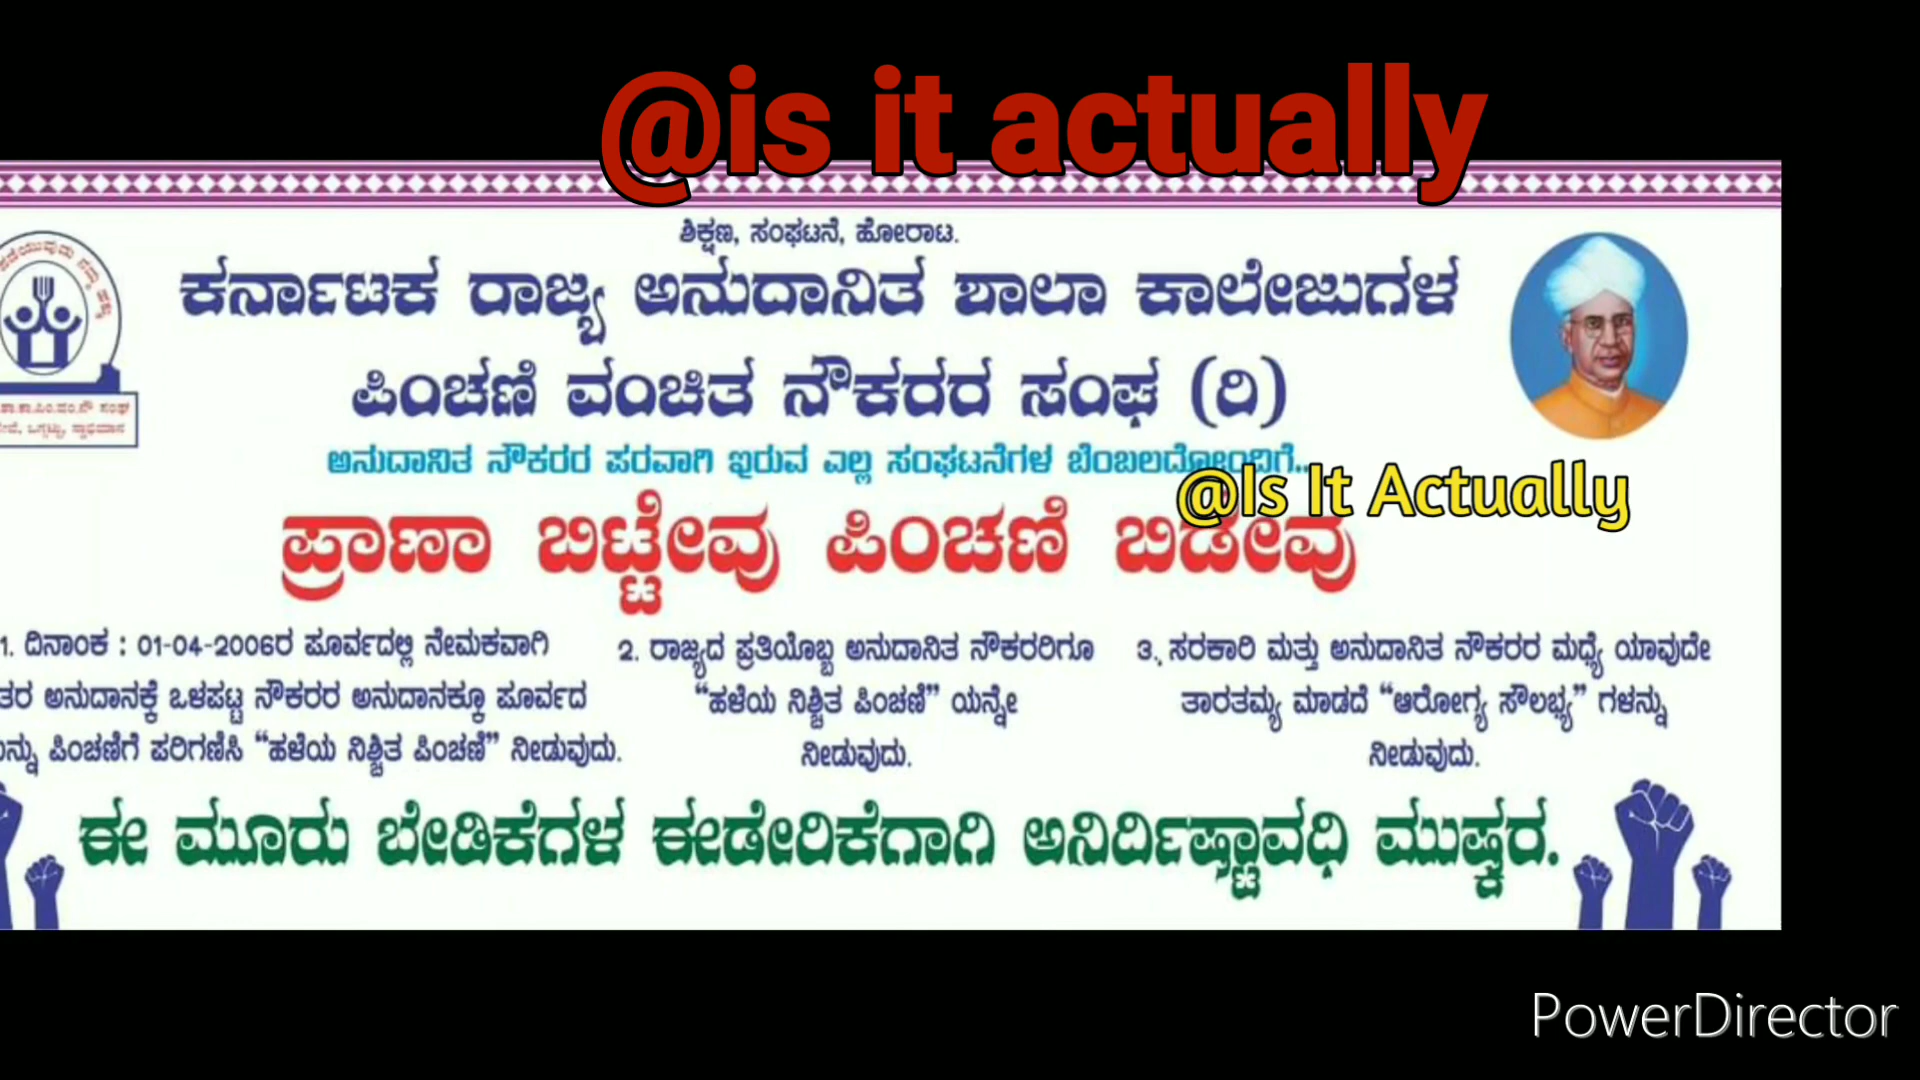 @is it actually
ಶಿಕ್ಷಣ, ಸಂಘಟನೆ, ಹೋರಾಟ.
ಕರ್ನಾಟಕ ರಾಜ್ಯ ಅನುದಾನಿತ ಶಾಲಾ ಕಾಲೇಜುಗಳ
ಪಿಂಚಣಿ ವಂಚಿತ ನೌಕರರ ಸಂಘ (ರಿ)
ಅನುದಾನಿತ ನೌಕರರ ಪರವಾಗಿ ಇರುವ ಎಲ್ಲ ಸಂಘಟನೆಗಳ ಬೆಂಬಲದೋಂದಿಗೆ..
@Is It Actually
ಪ್ರಾಣಾ ಬಿಟ್ಟೇವು ಪಿಂಚಣಿ ಬಿಡೇವು
1. ದಿನಾಂಕ : 01-04-2006ರ ಪೂರ್ವದಲ್ಲಿ ನೇಮಕವಾಗಿ
ಅನುದಾನಕ್ಕೆ ಒಳಪಟ್ಟ ನೌಕರರ ಅನುದಾನಕ್ಕೂ ಪೂರ್ವದ
ಪಿಂಚಣಿಗೆ ಪರಿಗಣಿಸಿ “ಹಳೆಯ ನಿಶ್ಚಿತ ಪಿಂಚಣಿ” ನೀಡುವುದು.
2. ರಾಜ್ಯದ ಪ್ರತಿಯೊಬ್ಬ ಅನುದಾನಿತ ನೌಕರರಿಗೂ
“ಹಳೆಯ ನಿಶ್ಚಿತ ಪಿಂಚಣಿ” ಯನ್ನೇ
ನೀಡುವುದು.
3. ಸರಕಾರಿ ಮತ್ತು ಅನುದಾನಿತ ನೌಕರರ ಮಧ್ಯೆ ಯಾವುದೇ
ತಾರತಮ್ಯ ಮಾಡದೆ “ಆರೋಗ್ಯ ಸೌಲಭ್ಯ” ಗಳನ್ನು
ನೀಡುವುದು.
ಈ ಮೂರು ಬೇಡಿಕೆಗಳ ಈಡೇರಿಕೆಗಾಗಿ ಅನಿರ್ದಿಷ್ಟಾವಧಿ ಮುಷ್ಕರ.
PowerDirector